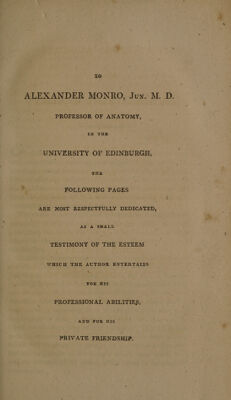 TO
ALEXANDER MONRO, Jun. M. D.
PROFESSOR OF ANATOMY,
IN THE
UNIVERSITY OF EDINBURGH,
THE
FOLLOWING PAGES
ARE MOST RESPECTFULLY DEDICATED,
AS A SMALL
TESTIMONY OF THE ESTEEM
WHICH THE AUTHOR ENTERTAINS
FOR HIS
PROFESSIONAL ABILITIES,
AND FOR HIS
PRIVATE FRIENDSHIP.